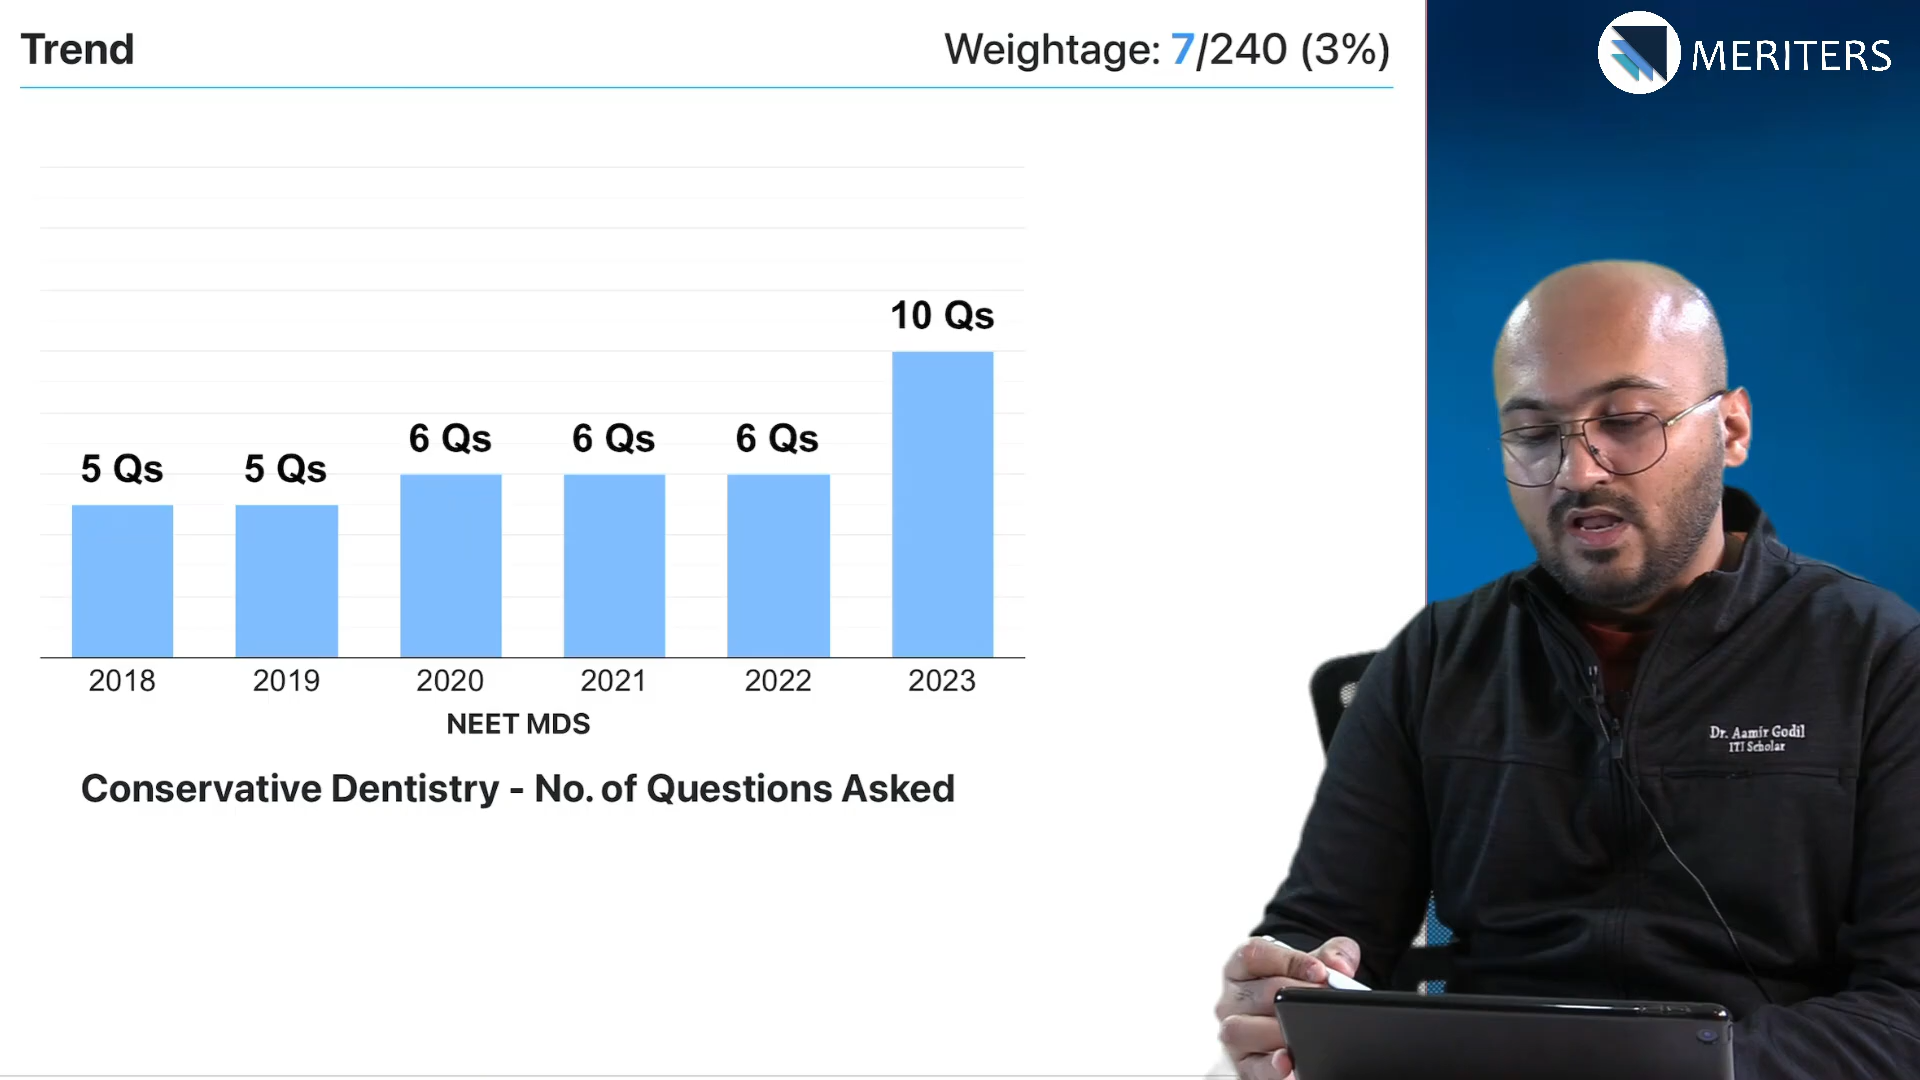 Trend
Weightage: 7/240 (3%)
MERITERS
10 Qs
6 Qs
6 Qs
6 Qs
5 Qs
5 Qs
2018
2019
2020
2021
2022
2023
NEET MDS
Conservative Dentistry - No. of Questions Asked
Dr. Aamir Godil
ITI Scholar